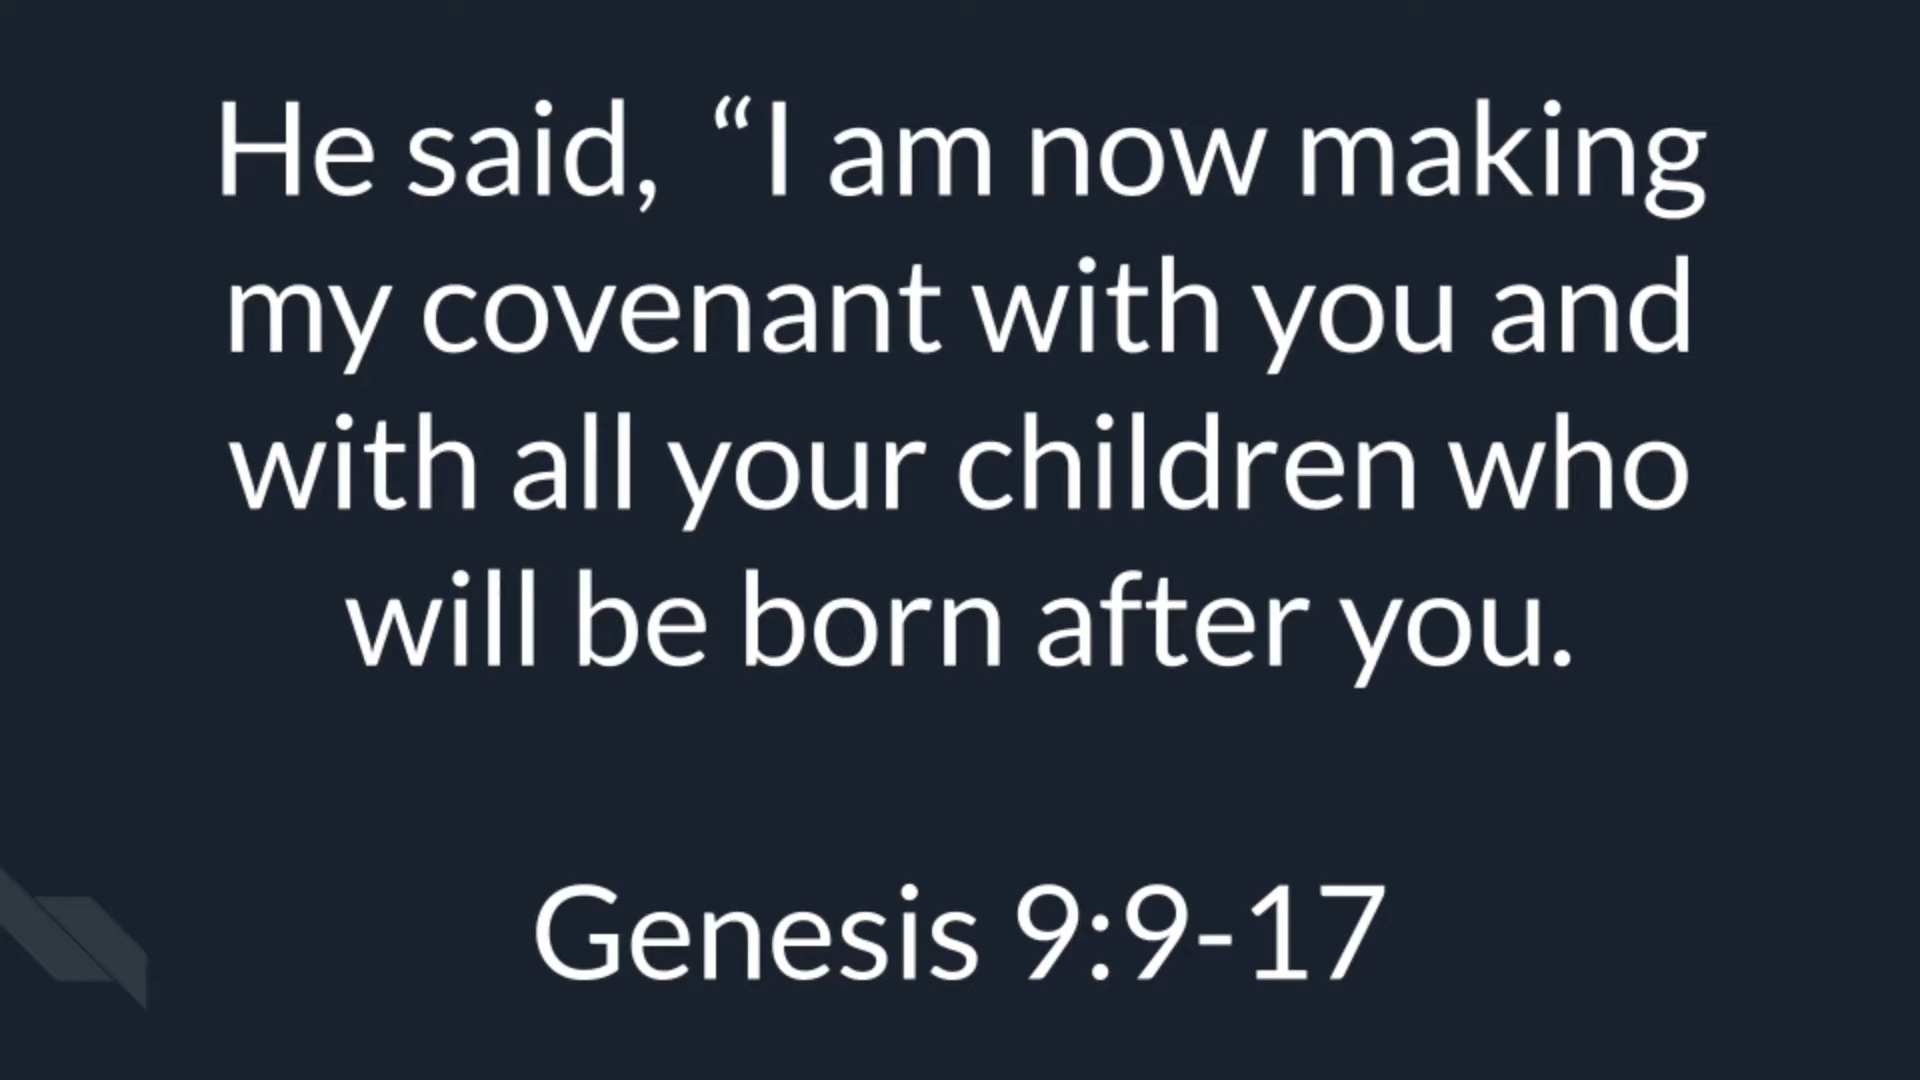 He said, “I am now making
my covenant with you and
with all your children who
will be born after you.
Genesis 9:9-17